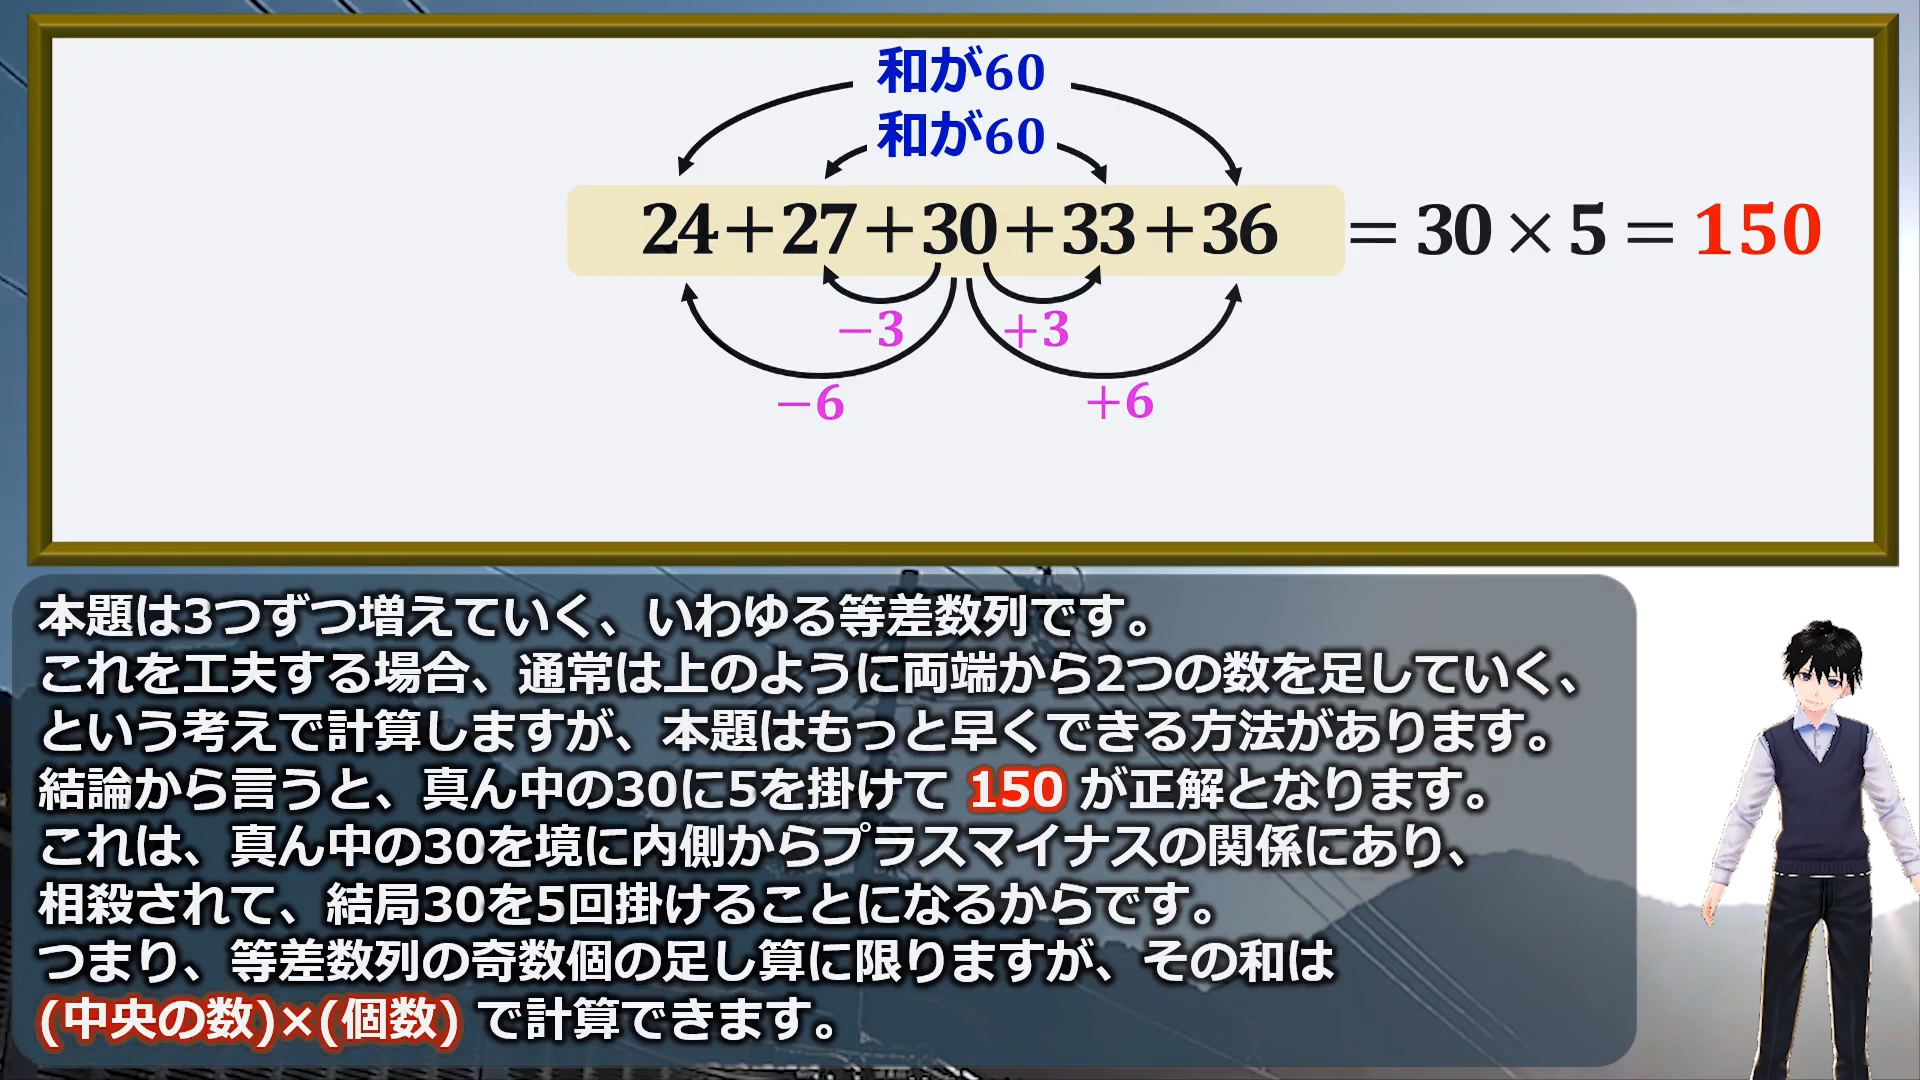 和が60
和が60
24+27+30+33+36=30×5=150
−3 +3
−6 +6
本題は3つずつ増えていく、いわゆる等差数列です。
これを工夫する場合、通常は上のように両端から2つの数を足していく、
という考えで計算しますが、本題はもっと早くできる方法があります。
結論から言うと、真ん中の30に5を掛けて 150 が正解となります。
これは、真ん中の30を境に内側からプラスマイナスの関係にあり、
相殺されて、結局30を5回掛けることになるからです。
つまり、等差数列の奇数個の足し算に限りますが、その和は
(中央の数)×(個数) で計算できます。